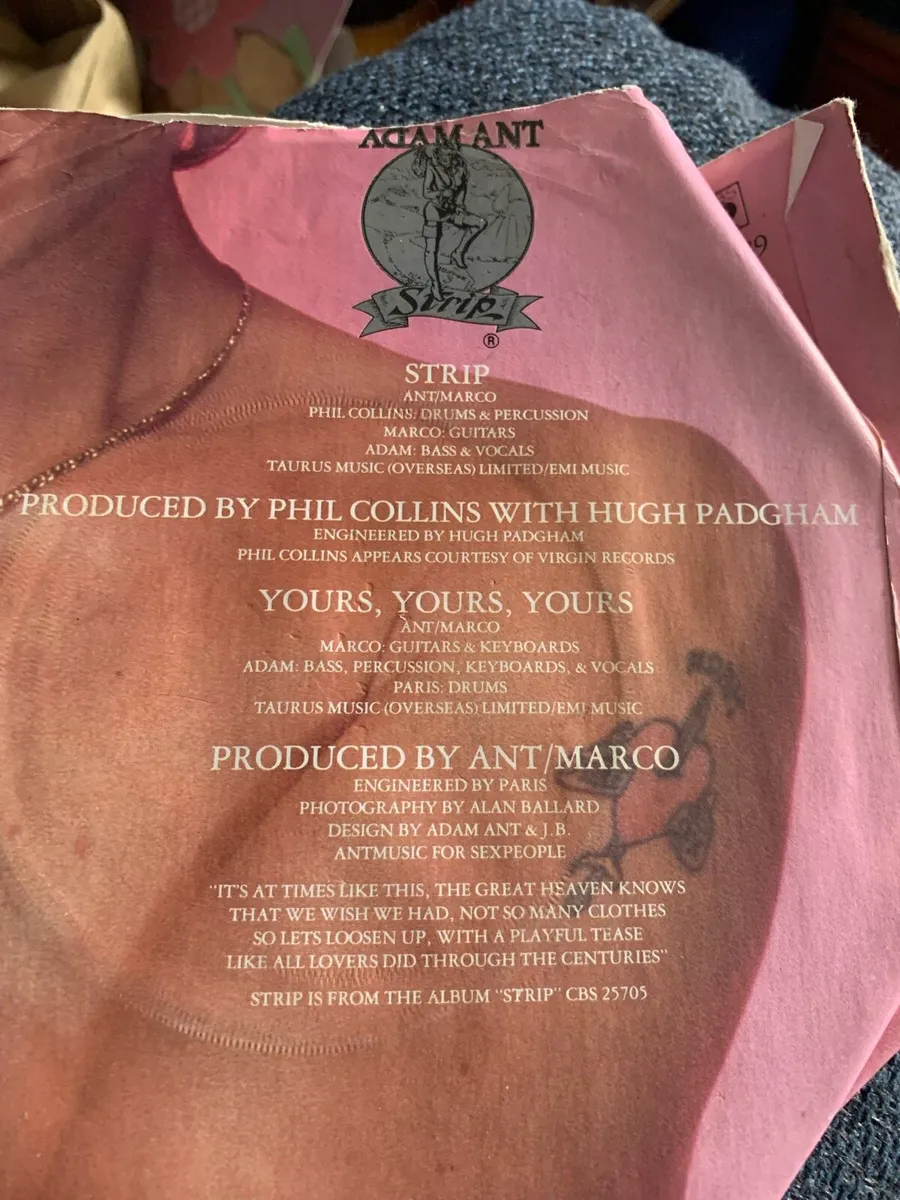 ADAM ANT
Strip
®
STRIP
ANT/MARCO
PHIL COLLINS: DRUMS & PERCUSSION
MARCO: GUITARS
ADAM: BASS & VOCALS
TAURUS MUSIC (OVERSEAS) LIMITED/EMI MUSIC
PRODUCED BY PHIL COLLINS WITH HUGH PADGHAM
ENGINEERED BY HUGH PADGHAM
PHIL COLLINS APPEARS COURTESY OF VIRGIN RECORDS
YOURS, YOURS, YOURS
ANT/MARCO
MARCO: GUITARS & KEYBOARDS
ADAM: BASS, PERCUSSION, KEYBOARDS, & VOCALS
PARIS: DRUMS
TAURUS MUSIC (OVERSEAS) LIMITED/EMI MUSIC
PRODUCED BY ANT/MARCO
ENGINEERED BY PARIS
PHOTOGRAPHY BY ALAN BALLARD
DESIGN BY ADAM ANT & J.B.
ANTMUSIC FOR SEXPEOPLE
"IT'S AT TIMES LIKE THIS, THE GREAT HEAVEN KNOWS
THAT WE WISH WE HAD, NOT SO MANY CLOTHES
SO LETS LOOSEN UP, WITH A PLAYFUL TEASE
LIKE ALL LOVERS DID THROUGH THE CENTURIES"
STRIP IS FROM THE ALBUM "STRIP" CBS 25705